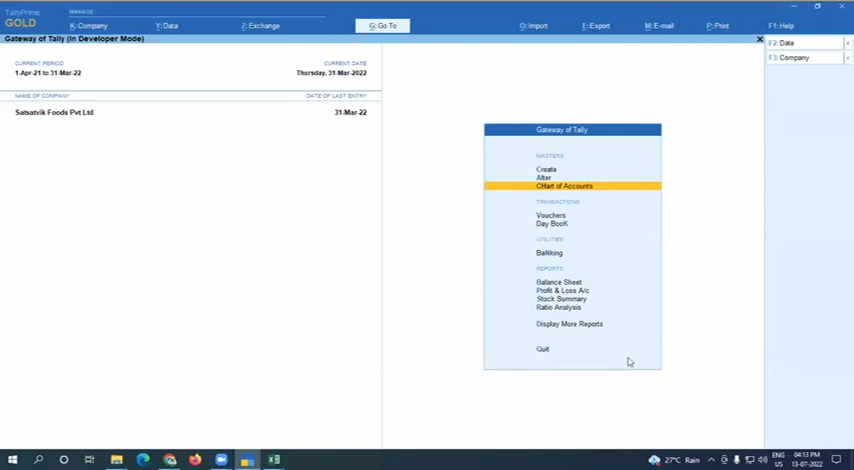 TallyPrime
GOLD
MANAGE
K:Company
Y:Data
Z:Exchange
G:Go To
O:Import
E:Export
M:E-mail
P:Print
F1:Help
Gateway of Tally (In Developer Mode)
F2:Date
F3:Company
CURRENT PERIOD
CURRENT DATE
1-Apr-21 to 31-Mar-22
Thursday, 31-Mar-2022
NAME OF COMPANY
DATE OF LAST ENTRY
Satsatvik Foods Pvt Ltd
31-Mar-22
Gateway of Tally
MASTERS
Create
Alter
CHart of Accounts
TRANSACTIONS
Vouchers
Day BooK
UTILITIES
BaNking
REPORTS
Balance Sheet
Profit & Loss A/c
Stock Summary
Ratio Analysis
Display More Reports
Quit
27°C Rain
ENG
US
04:13 PM
13-07-2022